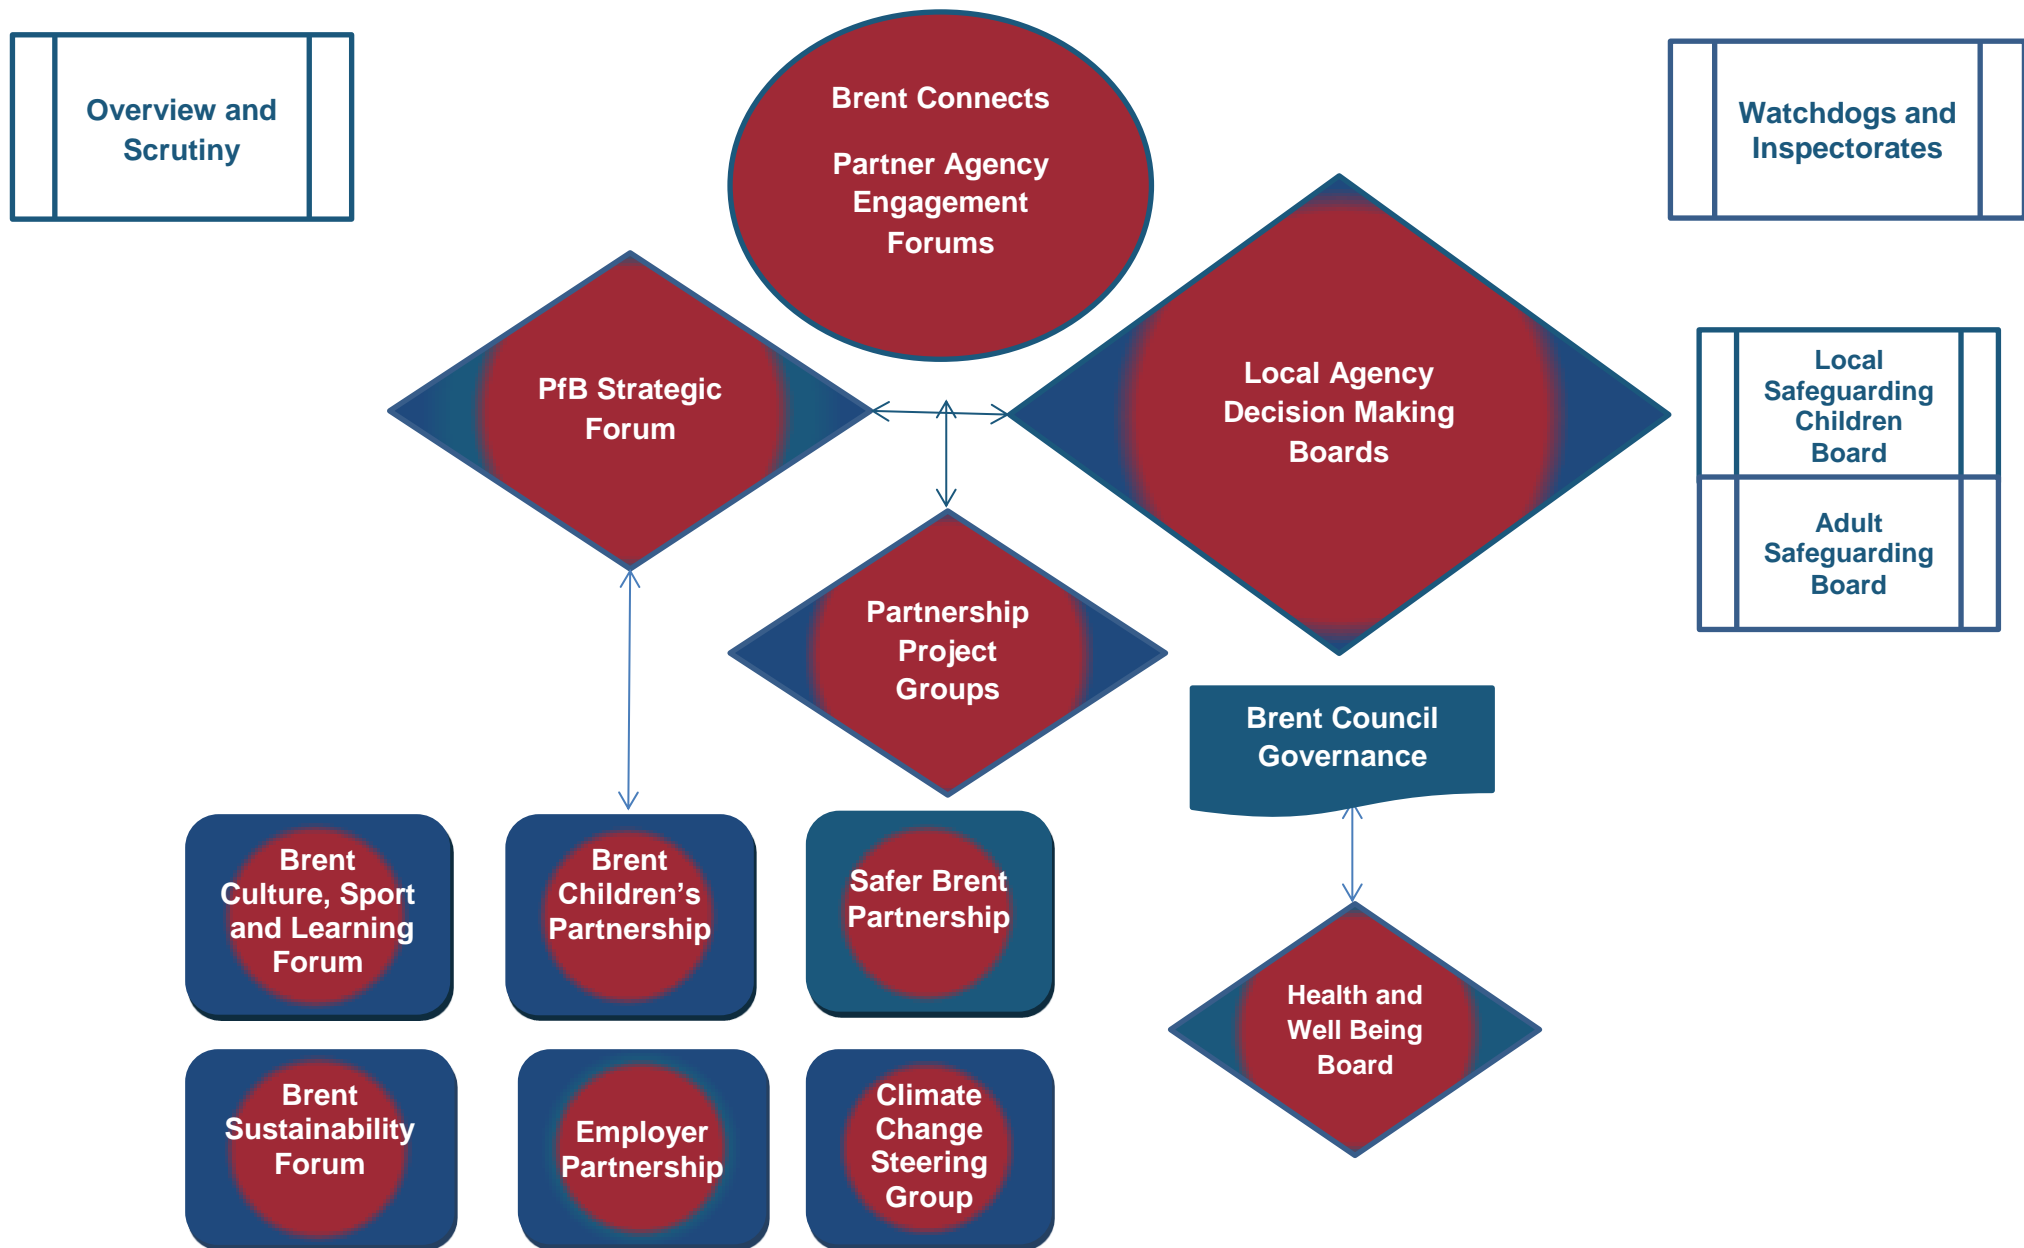 Overview and
Scrutiny
Brent Connects
Partner Agency
Engagement
Forums
Watchdogs and
Inspectorates
PfB Strategic
Forum
Local Agency
Decision Making
Boards
Local
Safeguarding
Children
Board
Adult
Safeguarding
Board
Partnership
Project
Groups
Brent Council
Governance
Brent
Culture, Sport
and Learning
Forum
Brent
Children’s
Partnership
Safer Brent
Partnership
Health and
Well Being
Board
Brent
Sustainability
Forum
Employer
Partnership
Climate
Change
Steering
Group